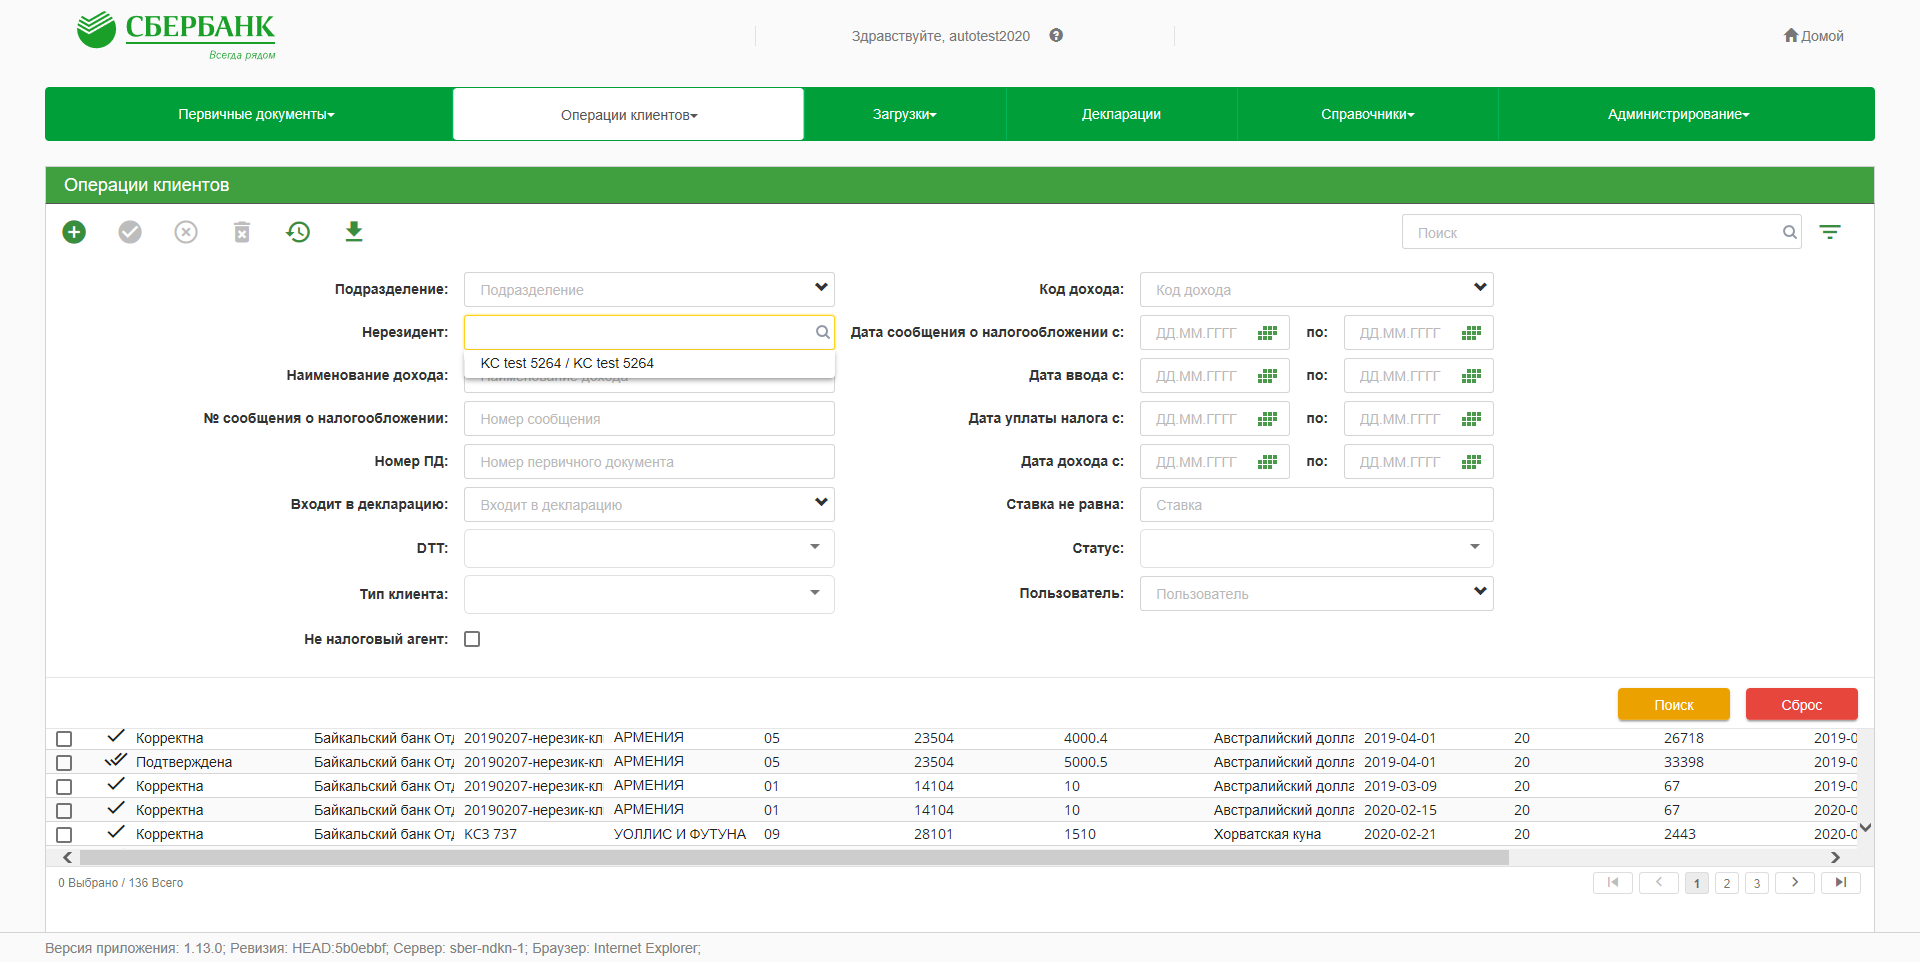 СБЕРБАНК
Всегда рядом
Здравствуйте, autotest2020
Домой
Первичные документы
Операции клиентов
Загрузки
Декларации
Справочники
Администрирование
Операции клиентов
Поиск
Подразделение: Подразделение
Код дохода: Код дохода
Нерезидент:
Дата сообщения о налогообложении с: ДД.ММ.ГГГГ по: ДД.ММ.ГГГГ
KC test 5264 / KC test 5264
Наименование дохода: Наименование дохода
Дата ввода с: ДД.ММ.ГГГГ по: ДД.ММ.ГГГГ
№ сообщения о налогообложении: Номер сообщения
Дата уплаты налога с: ДД.ММ.ГГГГ по: ДД.ММ.ГГГГ
Номер ПД: Номер первичного документа
Дата дохода с: ДД.ММ.ГГГГ по: ДД.ММ.ГГГГ
Входит в декларацию: Входит в декларацию
Ставка не равна: Ставка
DTT:
Статус:
Тип клиента:
Пользователь: Пользователь
Не налоговый агент:
Поиск Сброс
Корректна Байкальский банк Отд 20190207-нерезик-кл АРМЕНИЯ 05 23504 4000.4 Австралийский долла 2019-04-01 20 26718 2019-0
Подтверждена Байкальский банк Отд 20190207-нерезик-кл АРМЕНИЯ 05 23504 5000.5 Австралийский долла 2019-04-01 20 33398 2019-0
Корректна Байкальский банк Отд 20190207-нерезик-кл АРМЕНИЯ 01 14104 10 Австралийский долла 2019-03-09 20 67 2019-0
Корректна Байкальский банк Отд 20190207-нерезик-кл АРМЕНИЯ 01 14104 10 Австралийский долла 2020-02-15 20 67 2020-0
Корректна Байкальский банк Отд КСЗ 737 УОЛЛИС И ФУТУНА 09 28101 1510 Хорватская куна 2020-02-21 20 2443 2020-0
0 Выбрано / 136 Всего
1 2 3
Версия приложения: 1.13.0; Ревизия: HEAD:5b0ebbf; Сервер: sber-ndkn-1; Браузер: Internet Explorer;